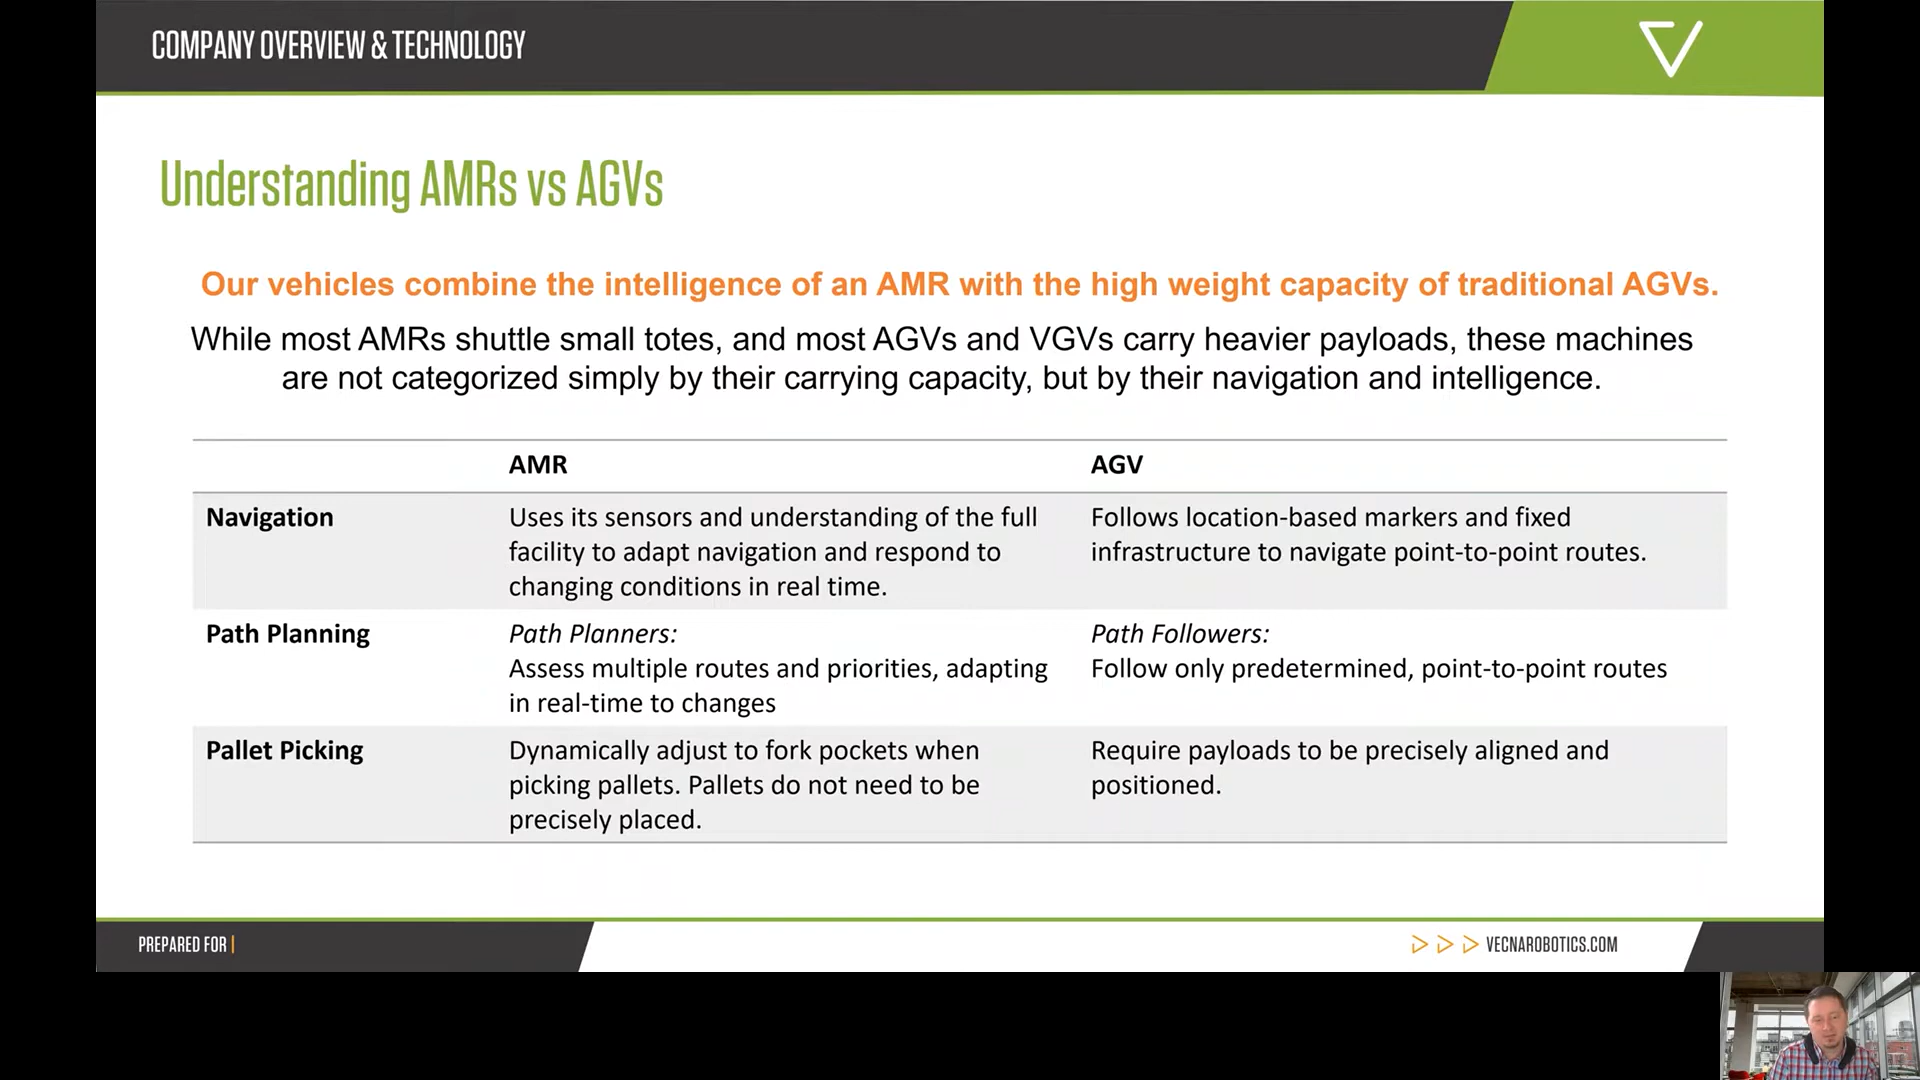 COMPANY OVERVIEW & TECHNOLOGY
Understanding AMRs vs AGVs
Our vehicles combine the intelligence of an AMR with the high weight capacity of traditional AGVs.
While most AMRs shuttle small totes, and most AGVs and VGVs carry heavier payloads, these machines
are not categorized simply by their carrying capacity, but by their navigation and intelligence.
AMR
AGV
Navigation
Uses its sensors and understanding of the full
facility to adapt navigation and respond to
changing conditions in real time.
Follows location-based markers and fixed
infrastructure to navigate point-to-point routes.
Path Planning
Path Planners:
Assess multiple routes and priorities, adapting
in real-time to changes
Path Followers:
Follow only predetermined, point-to-point routes
Pallet Picking
Dynamically adjust to fork pockets when
picking pallets. Pallets do not need to be
precisely placed.
Require payloads to be precisely aligned and
positioned.
PREPARED FOR |
VECNAROBOTICS.COM